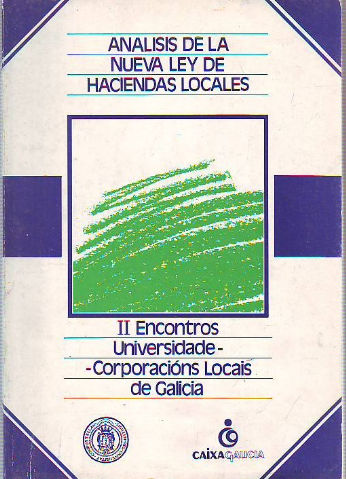 ANALISIS DE LA
NUEVA LEY DE
HACIENDAS LOCALES
II Encontros
Universidade -
- Corporacións Locais
de Galicia
CAIXAGALICIA